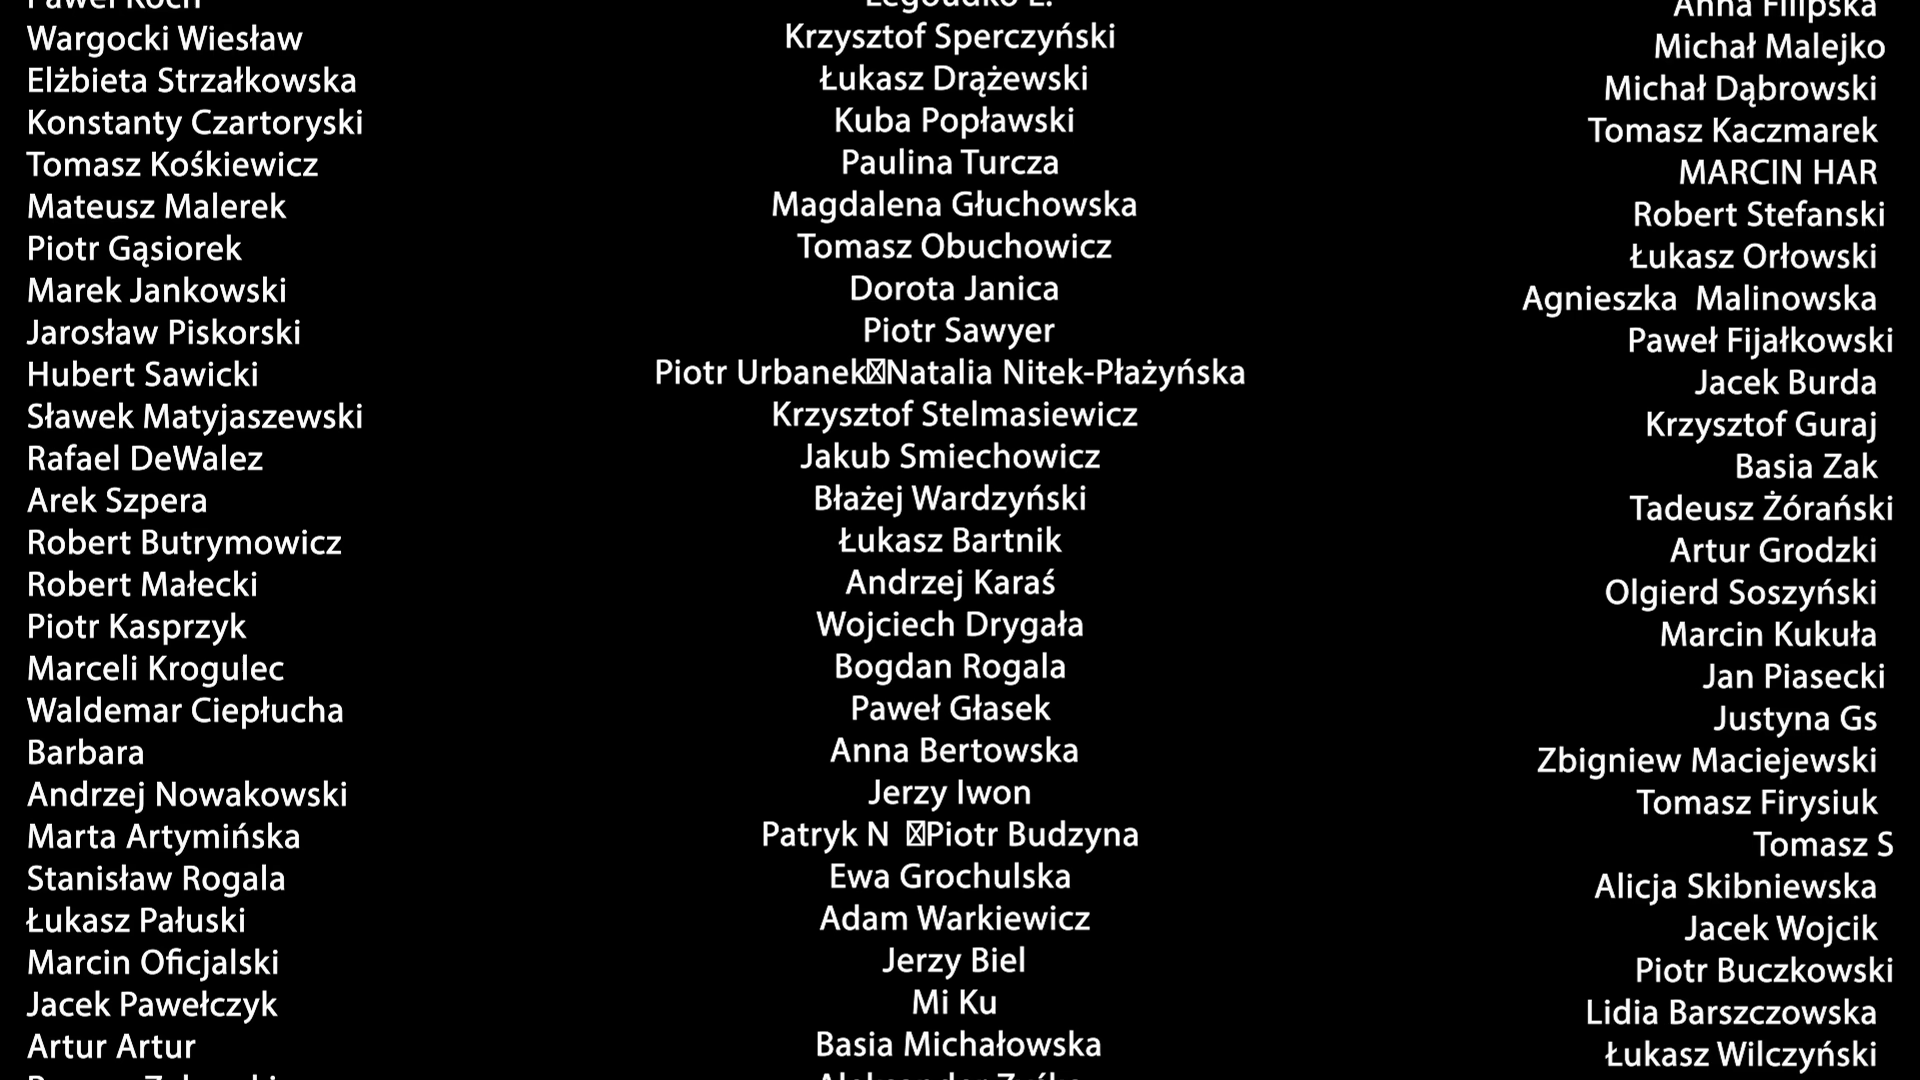 Wargocki Wiesław
Elżbieta Strzałkowska
Konstanty Czartoryski
Tomasz Kośkiewicz
Mateusz Malerek
Piotr Gąsiorek
Marek Jankowski
Jarosław Piskorski
Hubert Sawicki
Sławek Matyjaszewski
Rafael DeWalez
Arek Szpera
Robert Butrymowicz
Robert Małecki
Piotr Kasprzyk
Marceli Krogulec
Waldemar Ciepłucha
Barbara
Andrzej Nowakowski
Marta Artymińska
Stanisław Rogala
Łukasz Pałuski
Marcin Oficjalski
Jacek Pawełczyk
Artur Artur
Krzysztof Sperczyński
Łukasz Drążewski
Kuba Popławski
Paulina Turcza
Magdalena Głuchowska
Tomasz Obuchowicz
Dorota Janica
Piotr Sawyer
Piotr Urbanek Natalia Nitek-Płażyńska
Krzysztof Stelmasiewicz
Jakub Smiechowicz
Błażej Wardzyński
Łukasz Bartnik
Andrzej Karaś
Wojciech Drygała
Bogdan Rogala
Paweł Głasek
Anna Bertowska
Jerzy Iwon
Patryk N Piotr Budzyna
Ewa Grochulska
Adam Warkiewicz
Jerzy Biel
Mi Ku
Basia Michałowska
Anna Filipska
Michał Malejko
Michał Dąbrowski
Tomasz Kaczmarek
MARCIN HAR
Robert Stefanski
Łukasz Orłowski
Agnieszka Malinowska
Paweł Fijałkowski
Jacek Burda
Krzysztof Guraj
Basia Zak
Tadeusz Żórański
Artur Grodzki
Olgierd Soszyński
Marcin Kukuła
Jan Piasecki
Justyna Gs
Zbigniew Maciejewski
Tomasz Firysiuk
Tomasz S
Alicja Skibniewska
Jacek Wojcik
Piotr Buczkowski
Lidia Barszczowska
Łukasz Wilczyński